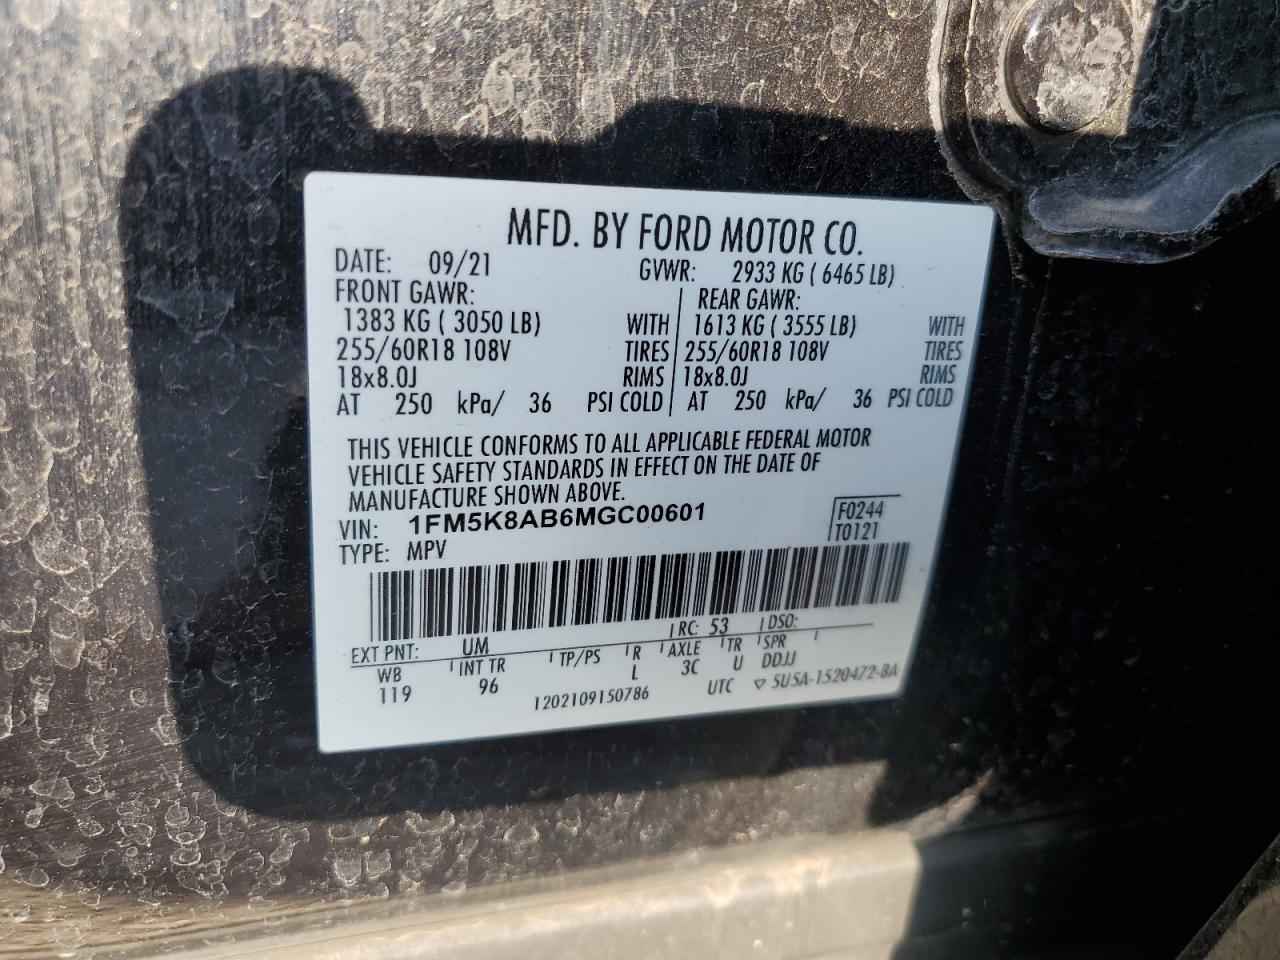 MFD. BY FORD MOTOR CO.
DATE: 09/21 GVWR: 2933 KG ( 6465 LB)
FRONT GAWR: REAR GAWR:
1383 KG ( 3050 LB) WITH 1613 KG ( 3555 LB) WITH
255/60R18 108V TIRES 255/60R18 108V TIRES
18x8.0J RIMS 18x8.0J RIMS
AT 250 kPa/ 36 PSI COLD AT 250 kPa/ 36 PSI COLD
THIS VEHICLE CONFORMS TO ALL APPLICABLE FEDERAL MOTOR
VEHICLE SAFETY STANDARDS IN EFFECT ON THE DATE OF
MANUFACTURE SHOWN ABOVE.
VIN: 1FM5K8AB6MGC00601 F0244
TYPE: MPV T0121
EXT PNT: UM RC: 53 DSO:
WB INT TR TP/PS R AXLE TR SPR
119 96 L 3C U DDJJ
1202109150786 UTC ▽ 5U5A-1520472-8A